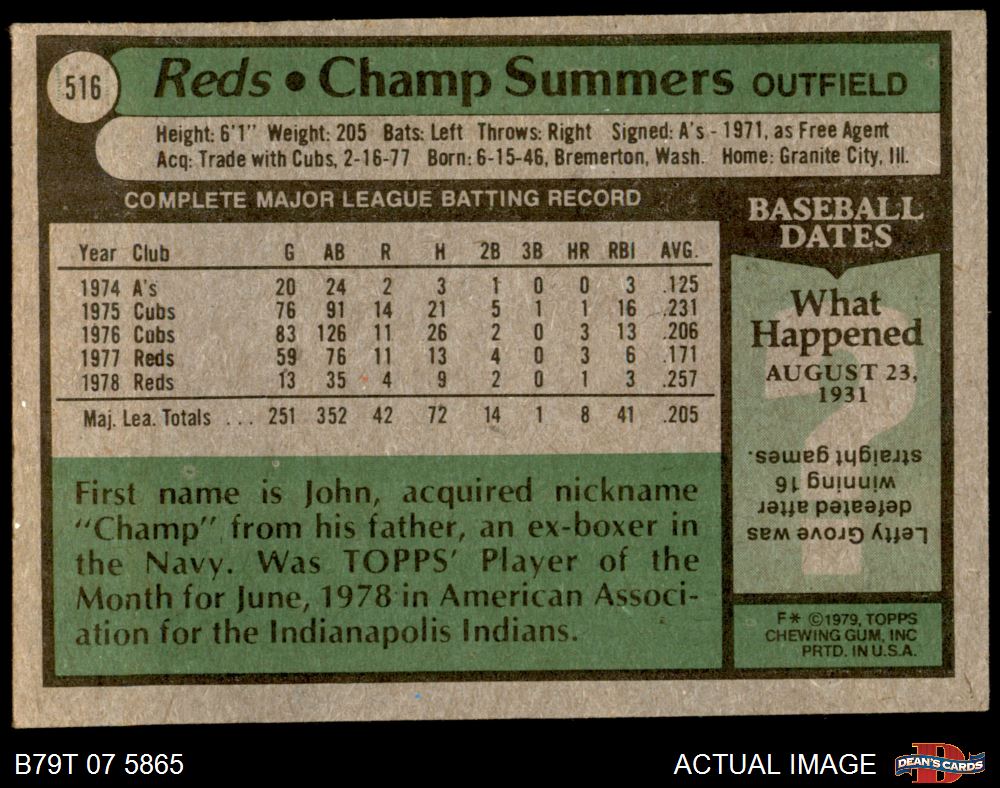 516
Reds • Champ Summers OUTFIELD
Height: 6'1" Weight: 205 Bats: Left Throws: Right Signed: A's - 1971, as Free Agent
Acq: Trade with Cubs, 2-16-77 Born: 6-15-46, Bremerton, Wash. Home: Granite City, Ill.
COMPLETE MAJOR LEAGUE BATTING RECORD
Year Club G AB R H 2B 3B HR RBI AVG.
1974 A's 20 24 2 3 1 0 0 3 .125
1975 Cubs 76 91 14 21 5 1 1 16 .231
1976 Cubs 83 126 11 26 2 0 3 13 .206
1977 Reds 59 76 11 13 4 0 3 6 .171
1978 Reds 13 35 4 9 2 0 1 3 .257
Maj. Lea. Totals ... 251 352 42 72 14 1 8 41 .205
First name is John, acquired nickname
"Champ" from his father, an ex-boxer in
the Navy. Was TOPPS' Player of the
Month for June, 1978 in American Associ-
ation for the Indianapolis Indians.
BASEBALL
DATES
What
Happened
AUGUST 23,
1931
?
Lefty Grove was
defeated after
winning 16
straight games.
F* ©1979, TOPPS
CHEWING GUM, INC
PRTD. IN U.S.A.
B79T 07 5865
ACTUAL IMAGE
DEAN'S CARDS